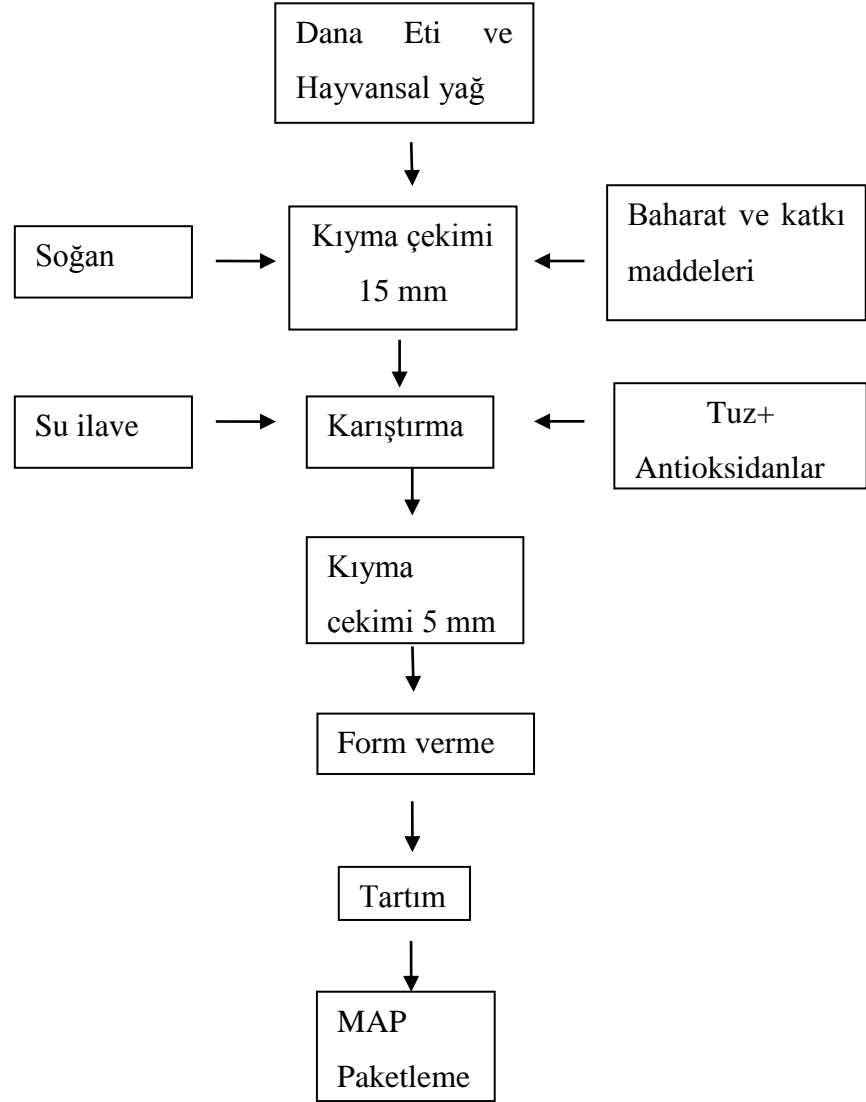 Dana Eti ve
Hayvansal yağ
Soğan
Kıyma çekimi
15 mm
Baharat ve katkı
maddeleri
Su ilave
Karıştırma
Tuz+
Antioksidanlar
Kıyma
çekimi 5 mm
Form verme
Tartım
MAP
Paketleme